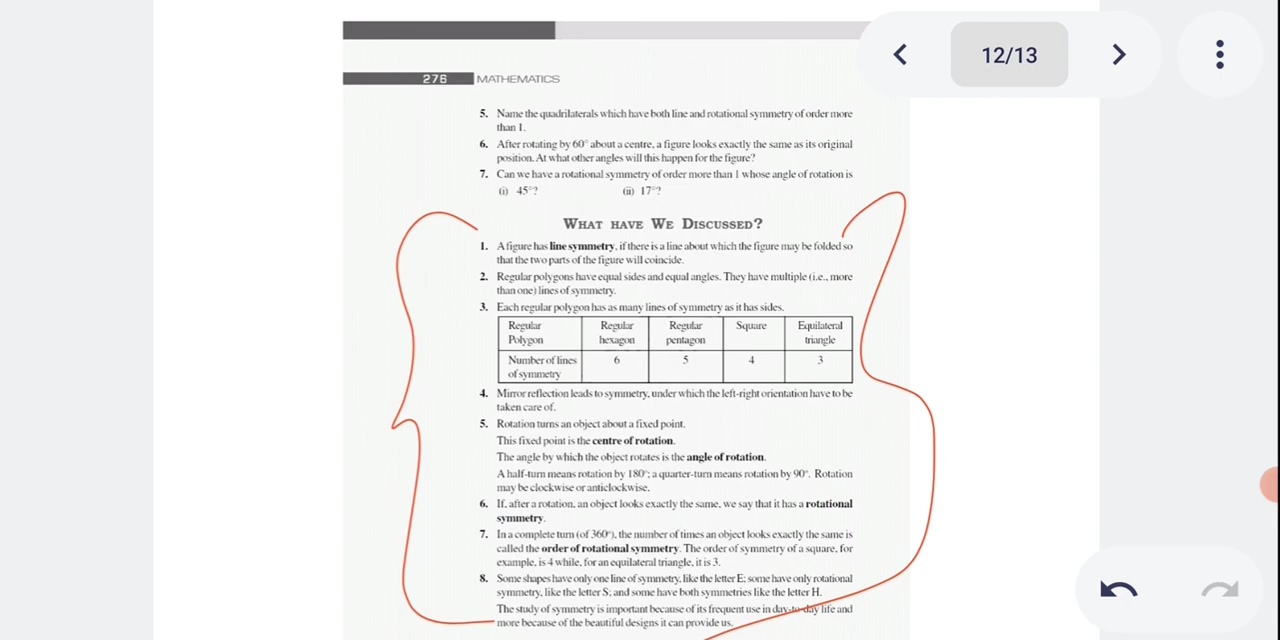 12/13
276 MATHEMATICS
5. Name the quadrilaterals which have both line and rotational symmetry of order more
than 1.
6. After rotating by 60° about a centre, a figure looks exactly the same as its original
position. At what other angles will this happen for the figure?
7. Can we have a rotational symmetry of order more than 1 whose angle of rotation is
(i) 45°? (ii) 17°?
WHAT HAVE WE DISCUSSED?
1. A figure has line symmetry, if there is a line about which the figure may be folded so
that the two parts of the figure will coincide.
2. Regular polygons have equal sides and equal angles. They have multiple (i.e., more
than one) lines of symmetry.
3. Each regular polygon has as many lines of symmetry as it has sides.
Regular Regular Regular Square Equilateral
Polygon hexagon pentagon triangle
Number of lines 6 5 4 3
of symmetry
4. Mirror reflection leads to symmetry, under which the left-right orientation have to be
taken care of.
5. Rotation turns an object about a fixed point.
This fixed point is the centre of rotation.
The angle by which the object rotates is the angle of rotation.
A half-turn means rotation by 180°; a quarter-turn means rotation by 90°. Rotation
may be clockwise or anticlockwise.
6. If, after a rotation, an object looks exactly the same, we say that it has a rotational
symmetry.
7. In a complete turn (of 360°), the number of times an object looks exactly the same is
called the order of rotational symmetry. The order of symmetry of a square, for
example, is 4 while, for an equilateral triangle, it is 3.
8. Some shapes have only one line of symmetry, like the letter E; some have only rotational
symmetry, like the letter S; and some have both symmetries like the letter H.
The study of symmetry is important because of its frequent use in day-to-day life and
more because of the beautiful designs it can provide us.